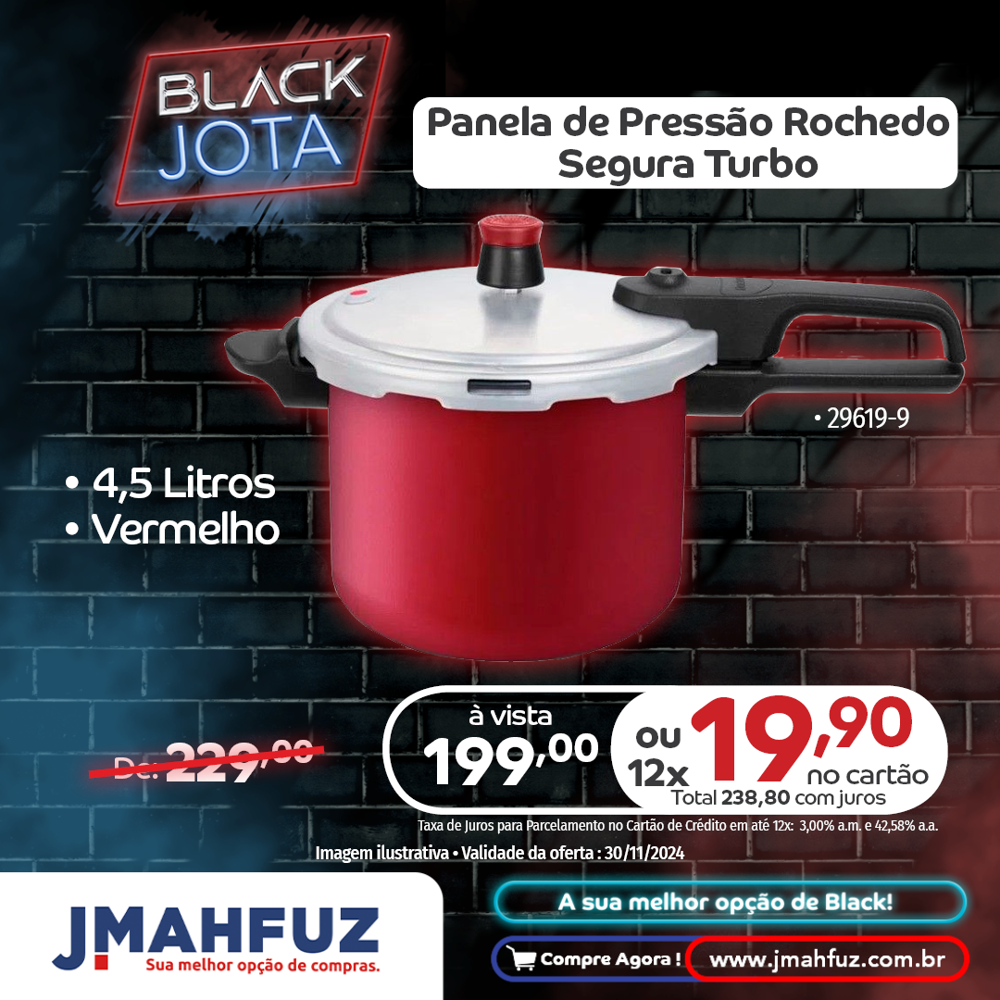 BLACK
JOTA
Panela de Pressão Rochedo
Segura Turbo
• 29619-9
• 4,5 Litros
• Vermelho
De: 229,00
à vista
199,00
ou
12x
19,90
no cartão
Total 238,80 com juros
Taxa de Juros para Parcelamento no Cartão de Crédito em até 12x: 3,00% a.m. e 42,58% a.a.
Imagem ilustrativa • Validade da oferta : 30/11/2024
JMAHFUZ
Sua melhor opção de compras.
A sua melhor opção de Black!
Compre Agora !
www.jmahfuz.com.br